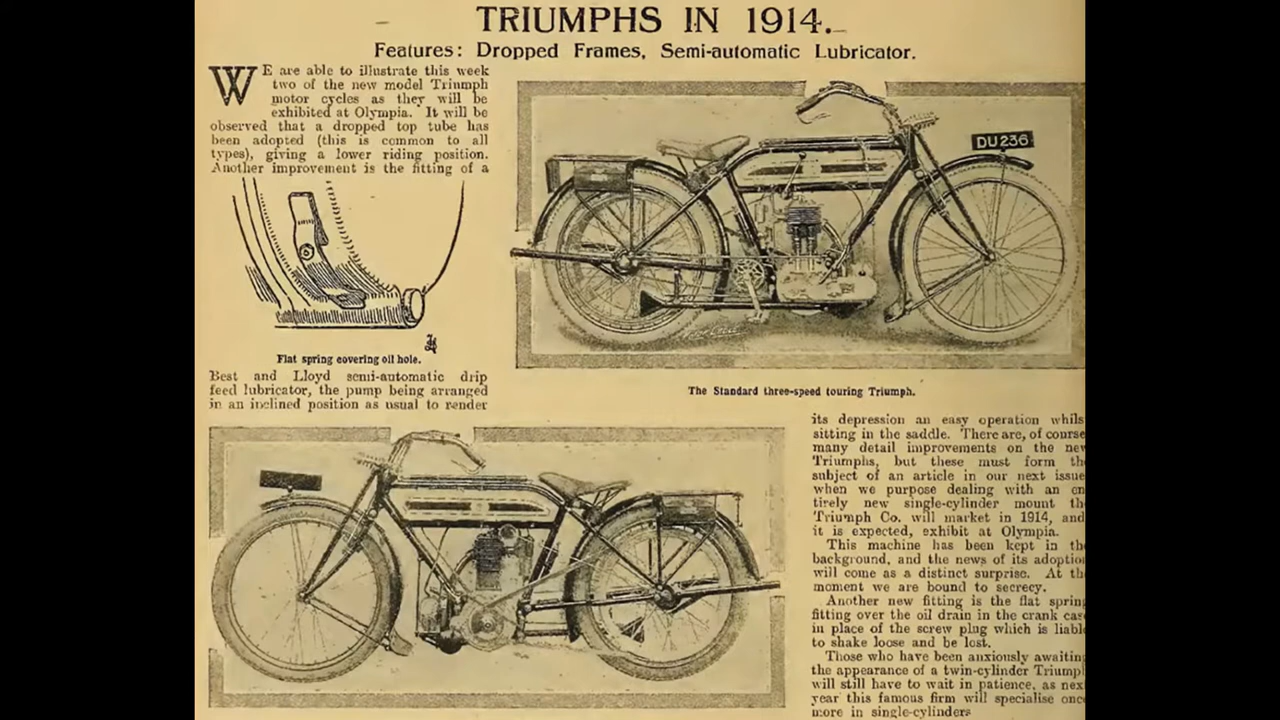 TRIUMPHS IN 1914.
Features: Dropped Frames, Semi-automatic Lubricator.
WE are able to illustrate this week
two of the new model Triumph
motor cycles as they will be
exhibited at Olympia. It will be
observed that a dropped top tube has
been adopted (this is common to all
types), giving a lower riding position.
Another improvement is the fitting of a
Flat spring covering oil hole.
Best and Lloyd semi-automatic drip
feed lubricator, the pump being arranged
in an inclined position as usual to render
DU 236
The Standard three-speed touring Triumph.
its depression an easy operation whils
sitting in the saddle. There are, of course
many detail improvements on the new
Triumphs, but these must form th
subject of an article in our next issue
when we purpose dealing with an en
tirely new single-cylinder mount th
Triumph Co. will market in 1914, and
it is expected, exhibit at Olympia.
This machine has been kept in th
background, and the news of its adoption
will come as a distinct surprise. At th
moment we are bound to secrecy.
Another new fitting is the flat spring
fitting over the oil drain in the crank case
in place of the screw plug which is liabl
to shake loose and be lost.
Those who have been anxiously awaiting
the appearance of a twin-cylinder Triump
will still have to wait in patience, as nex
year this famous firm will specialise once
more in single-cylinders